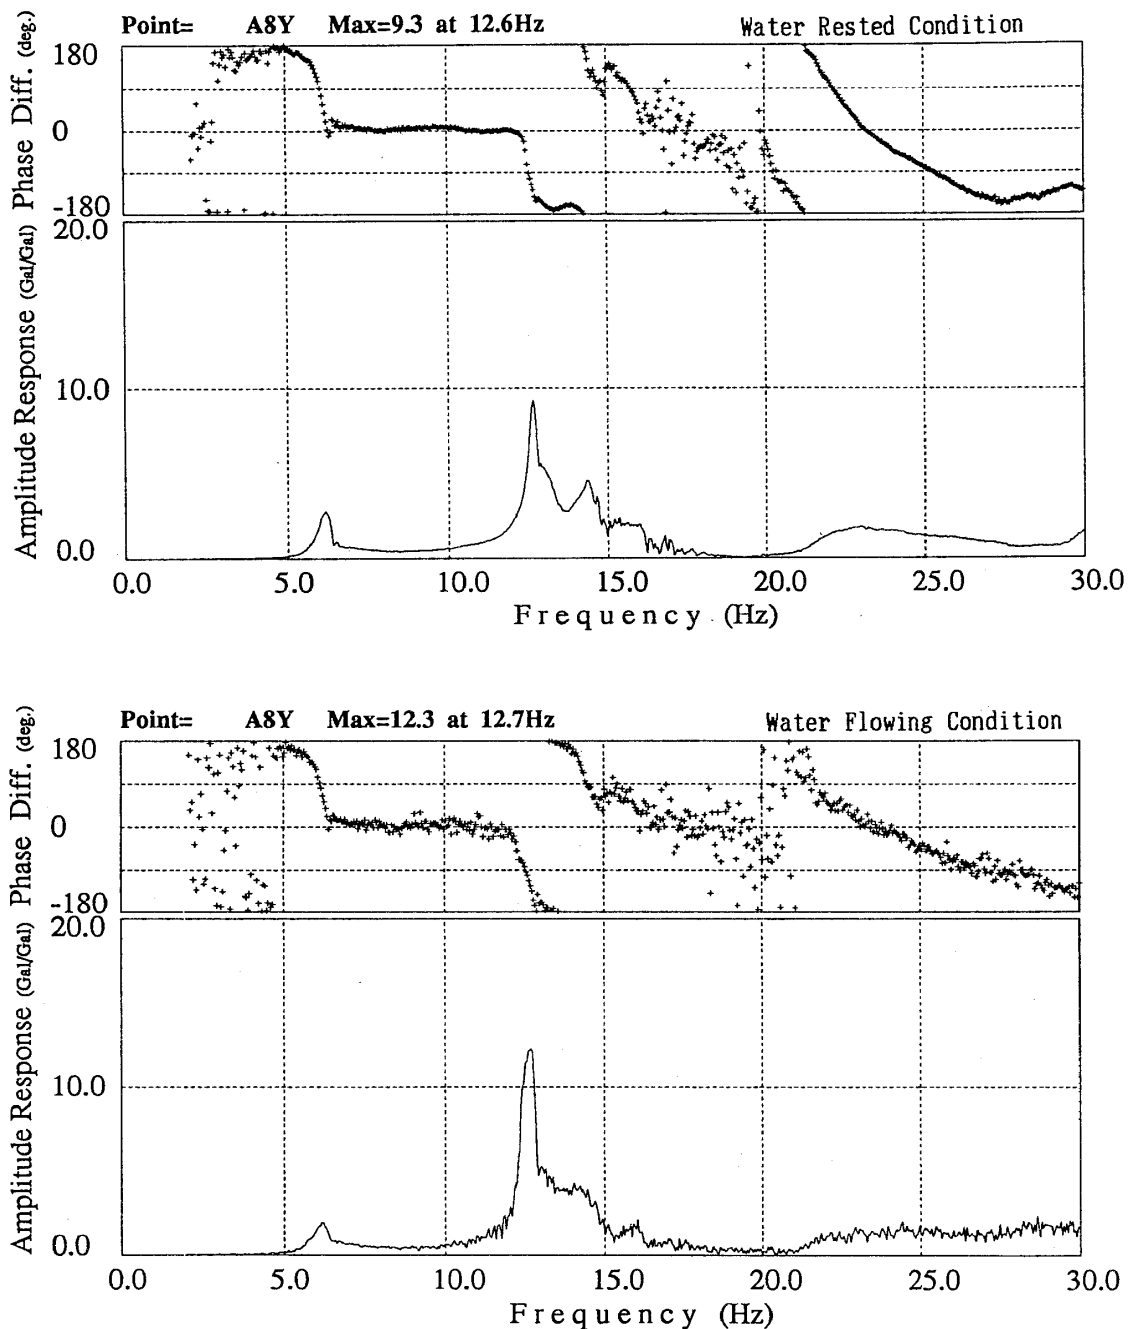 Point= A8Y Max=9.3 at 12.6Hz Water Rested Condition
Phase Diff. (deg.)
180
0
-180
Amplitude Response (Gal/Gal)
20.0
10.0
0.0
0.0 5.0 10.0 15.0 20.0 25.0 30.0
Frequency (Hz)
Point= A8Y Max=12.3 at 12.7Hz Water Flowing Condition
Phase Diff. (deg.)
180
0
-180
Amplitude Response (Gal/Gal)
20.0
10.0
0.0
0.0 5.0 10.0 15.0 20.0 25.0 30.0
Frequency (Hz)